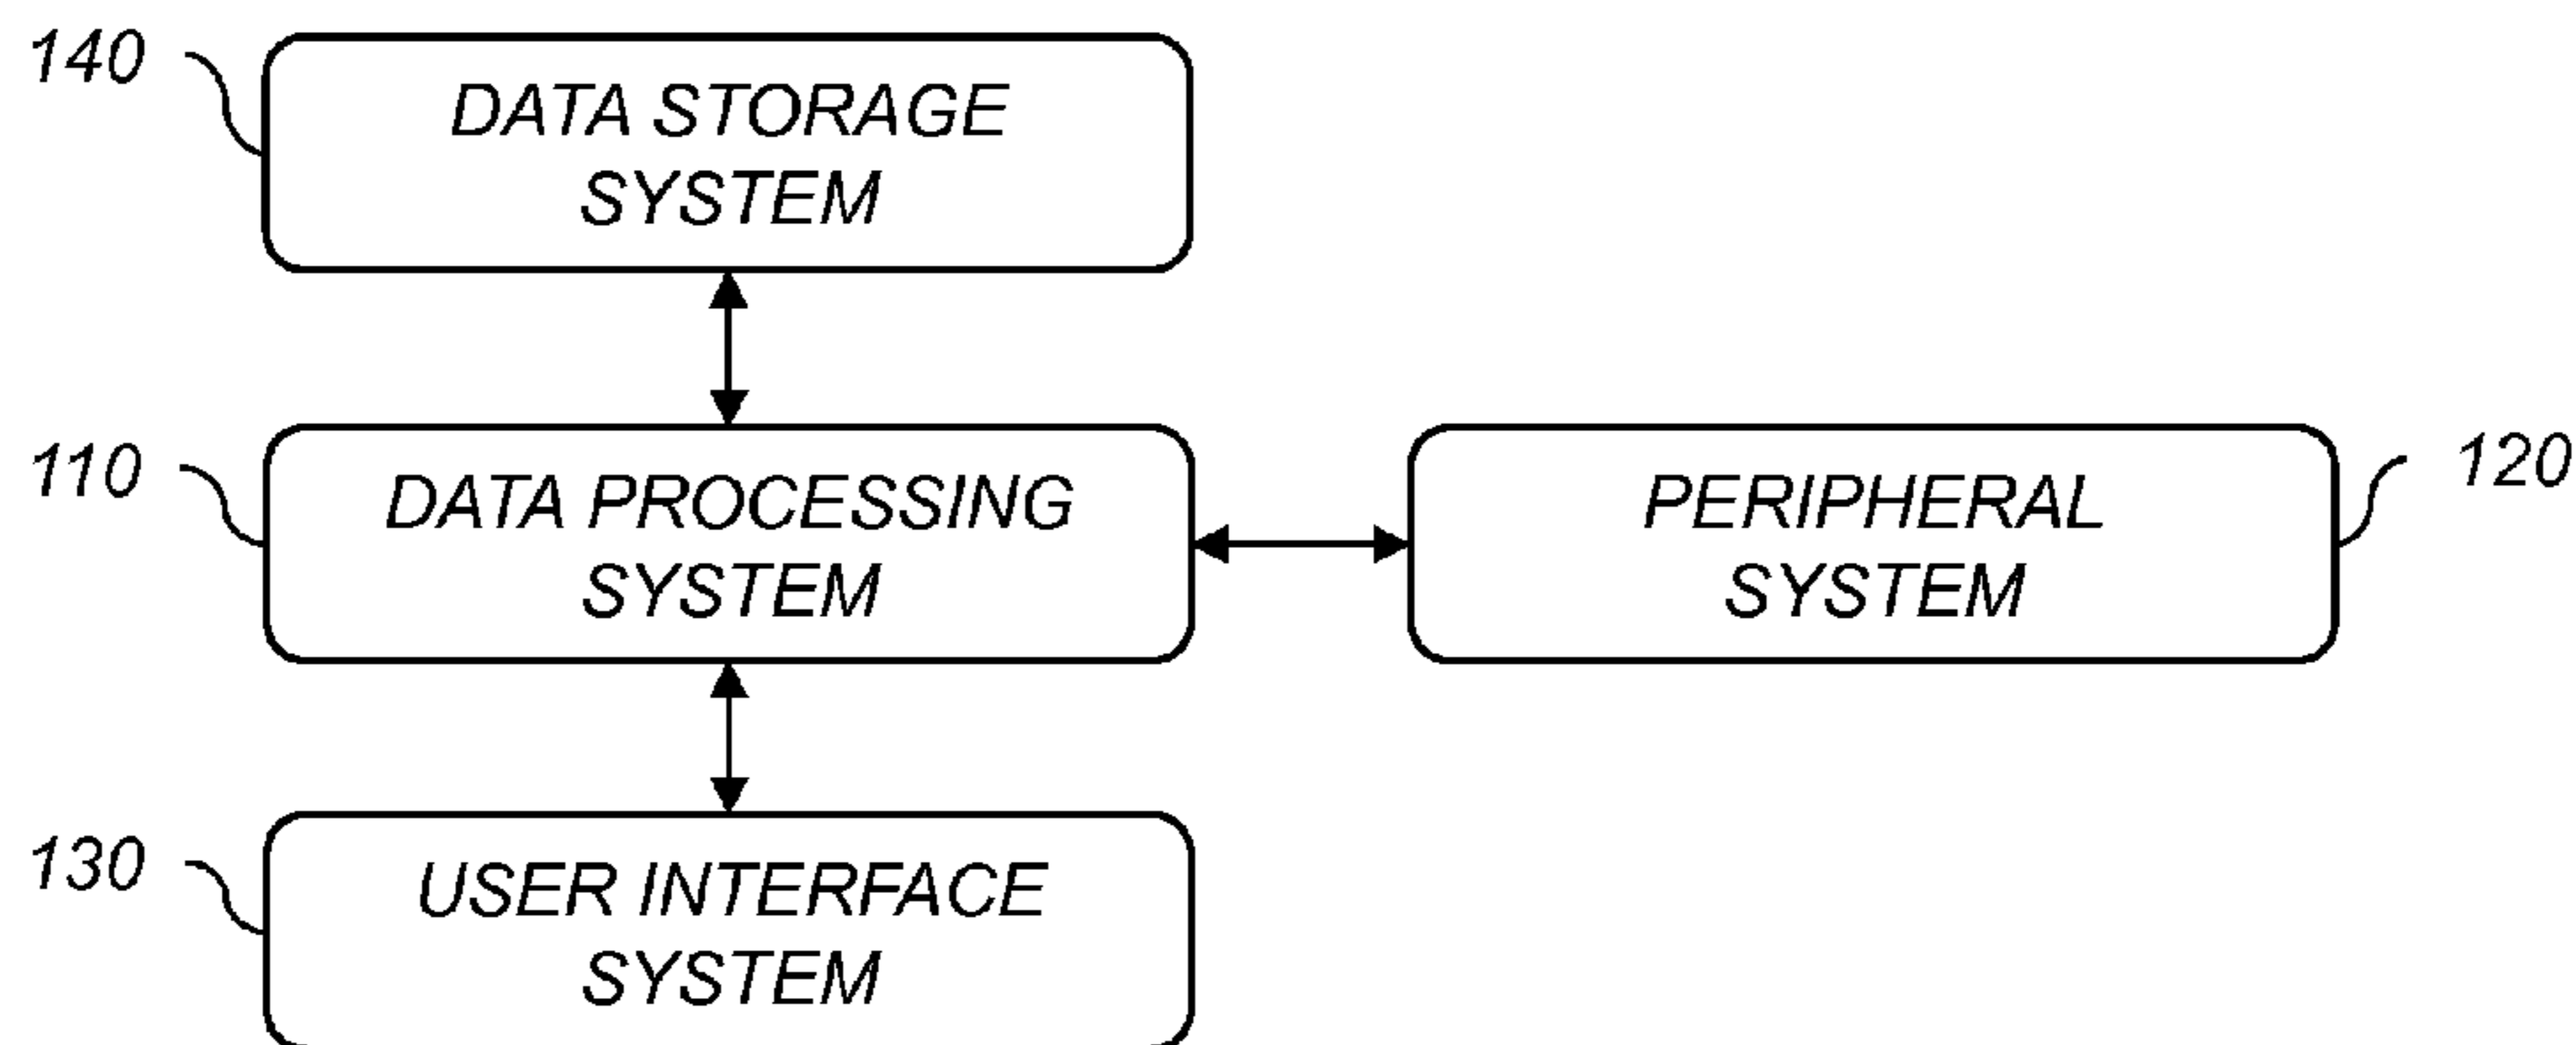 140
DATA STORAGE
SYSTEM
110
DATA PROCESSING
SYSTEM
PERIPHERAL
SYSTEM
120
130
USER INTERFACE
SYSTEM